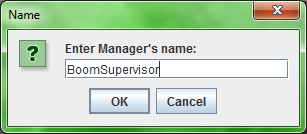 Name
Enter Manager's name:
BoomSupervisor
OK
Cancel